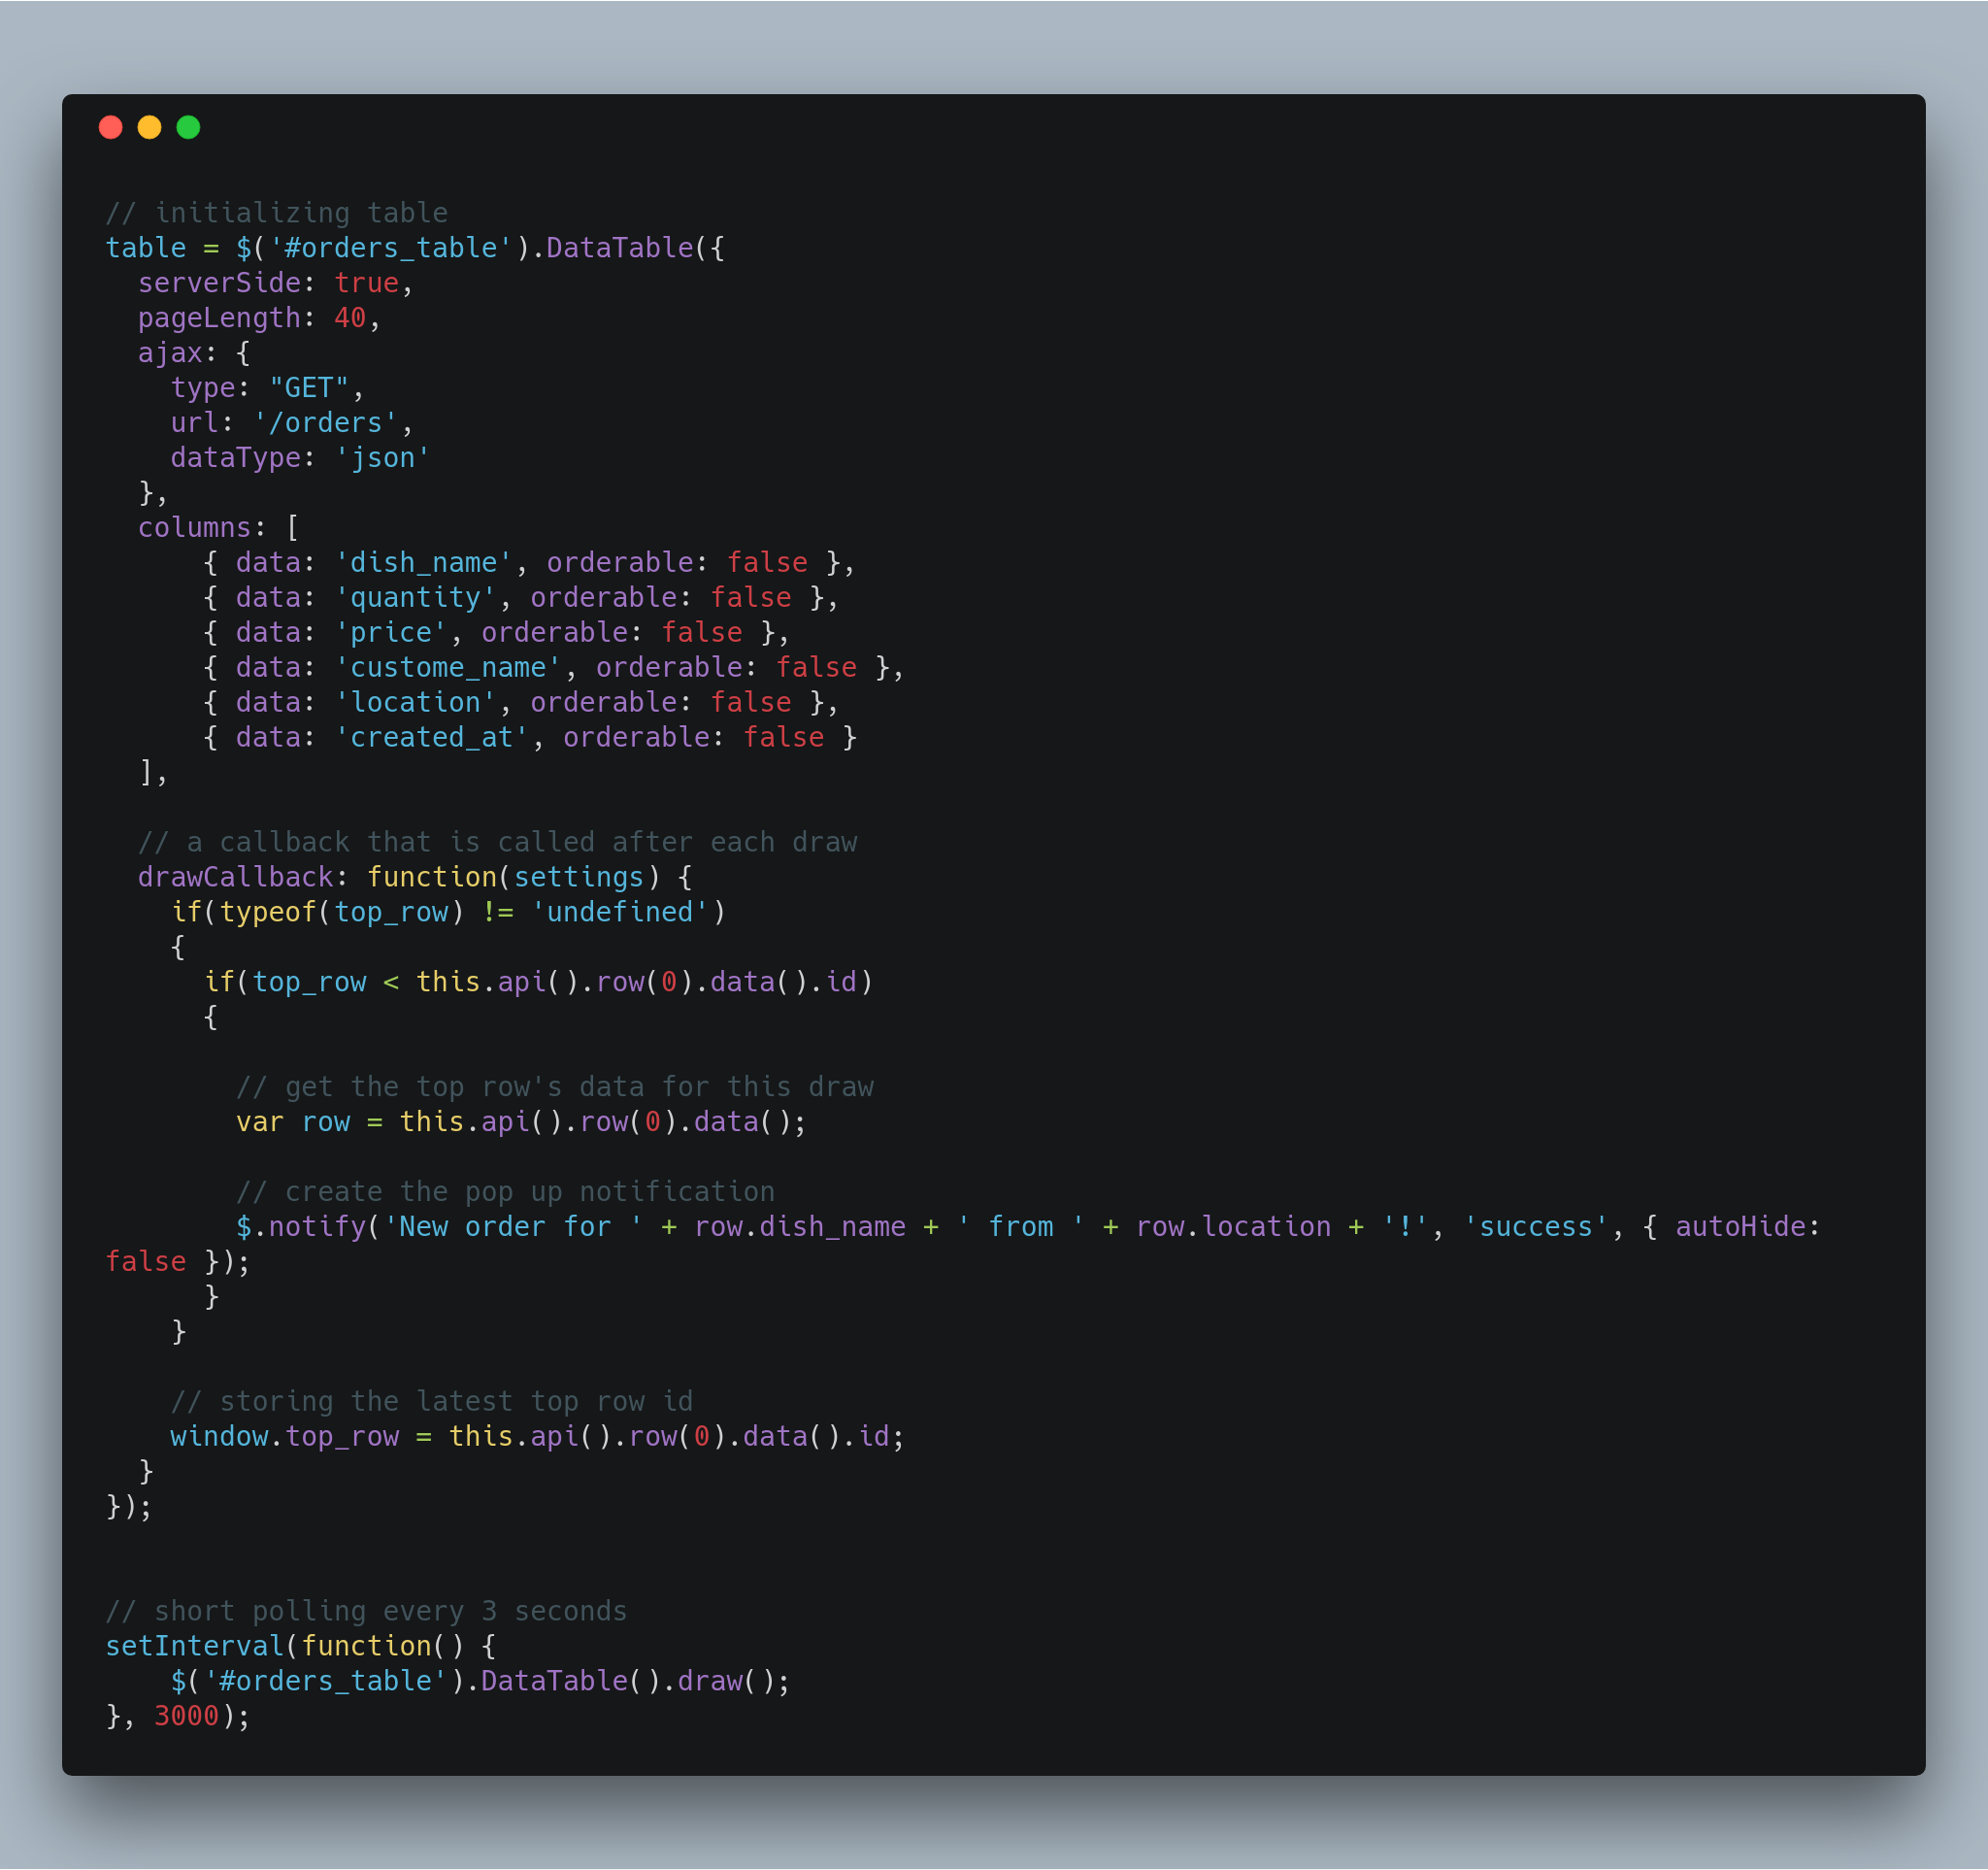 // initializing table
table = $('#orders_table').DataTable({
  serverSide: true,
  pageLength: 40,
  ajax: {
    type: "GET",
    url: '/orders',
    dataType: 'json'
  },
  columns: [
      { data: 'dish_name', orderable: false },
      { data: 'quantity', orderable: false },
      { data: 'price', orderable: false },
      { data: 'custome_name', orderable: false },
      { data: 'location', orderable: false },
      { data: 'created_at', orderable: false }
  ],

  // a callback that is called after each draw
  drawCallback: function(settings) {
    if(typeof(top_row) != 'undefined')
    {
      if(top_row < this.api().row(0).data().id)
      {

        // get the top row's data for this draw
        var row = this.api().row(0).data();

        // create the pop up notification
        $.notify('New order for ' + row.dish_name + ' from ' + row.location + '!', 'success', { autoHide:
false });
      }
    }

    // storing the latest top row id
    window.top_row = this.api().row(0).data().id;
  }
});


// short polling every 3 seconds
setInterval(function() {
    $('#orders_table').DataTable().draw();
}, 3000);